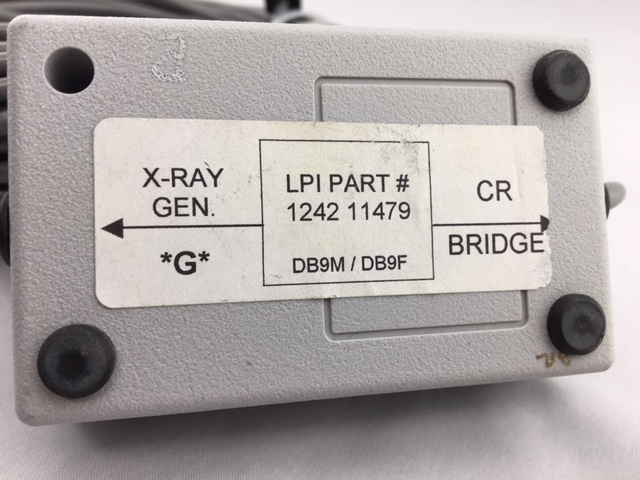 X-RAY
GEN.
*G*
LPI PART #
1242 11479
DB9M / DB9F
CR
BRIDGE